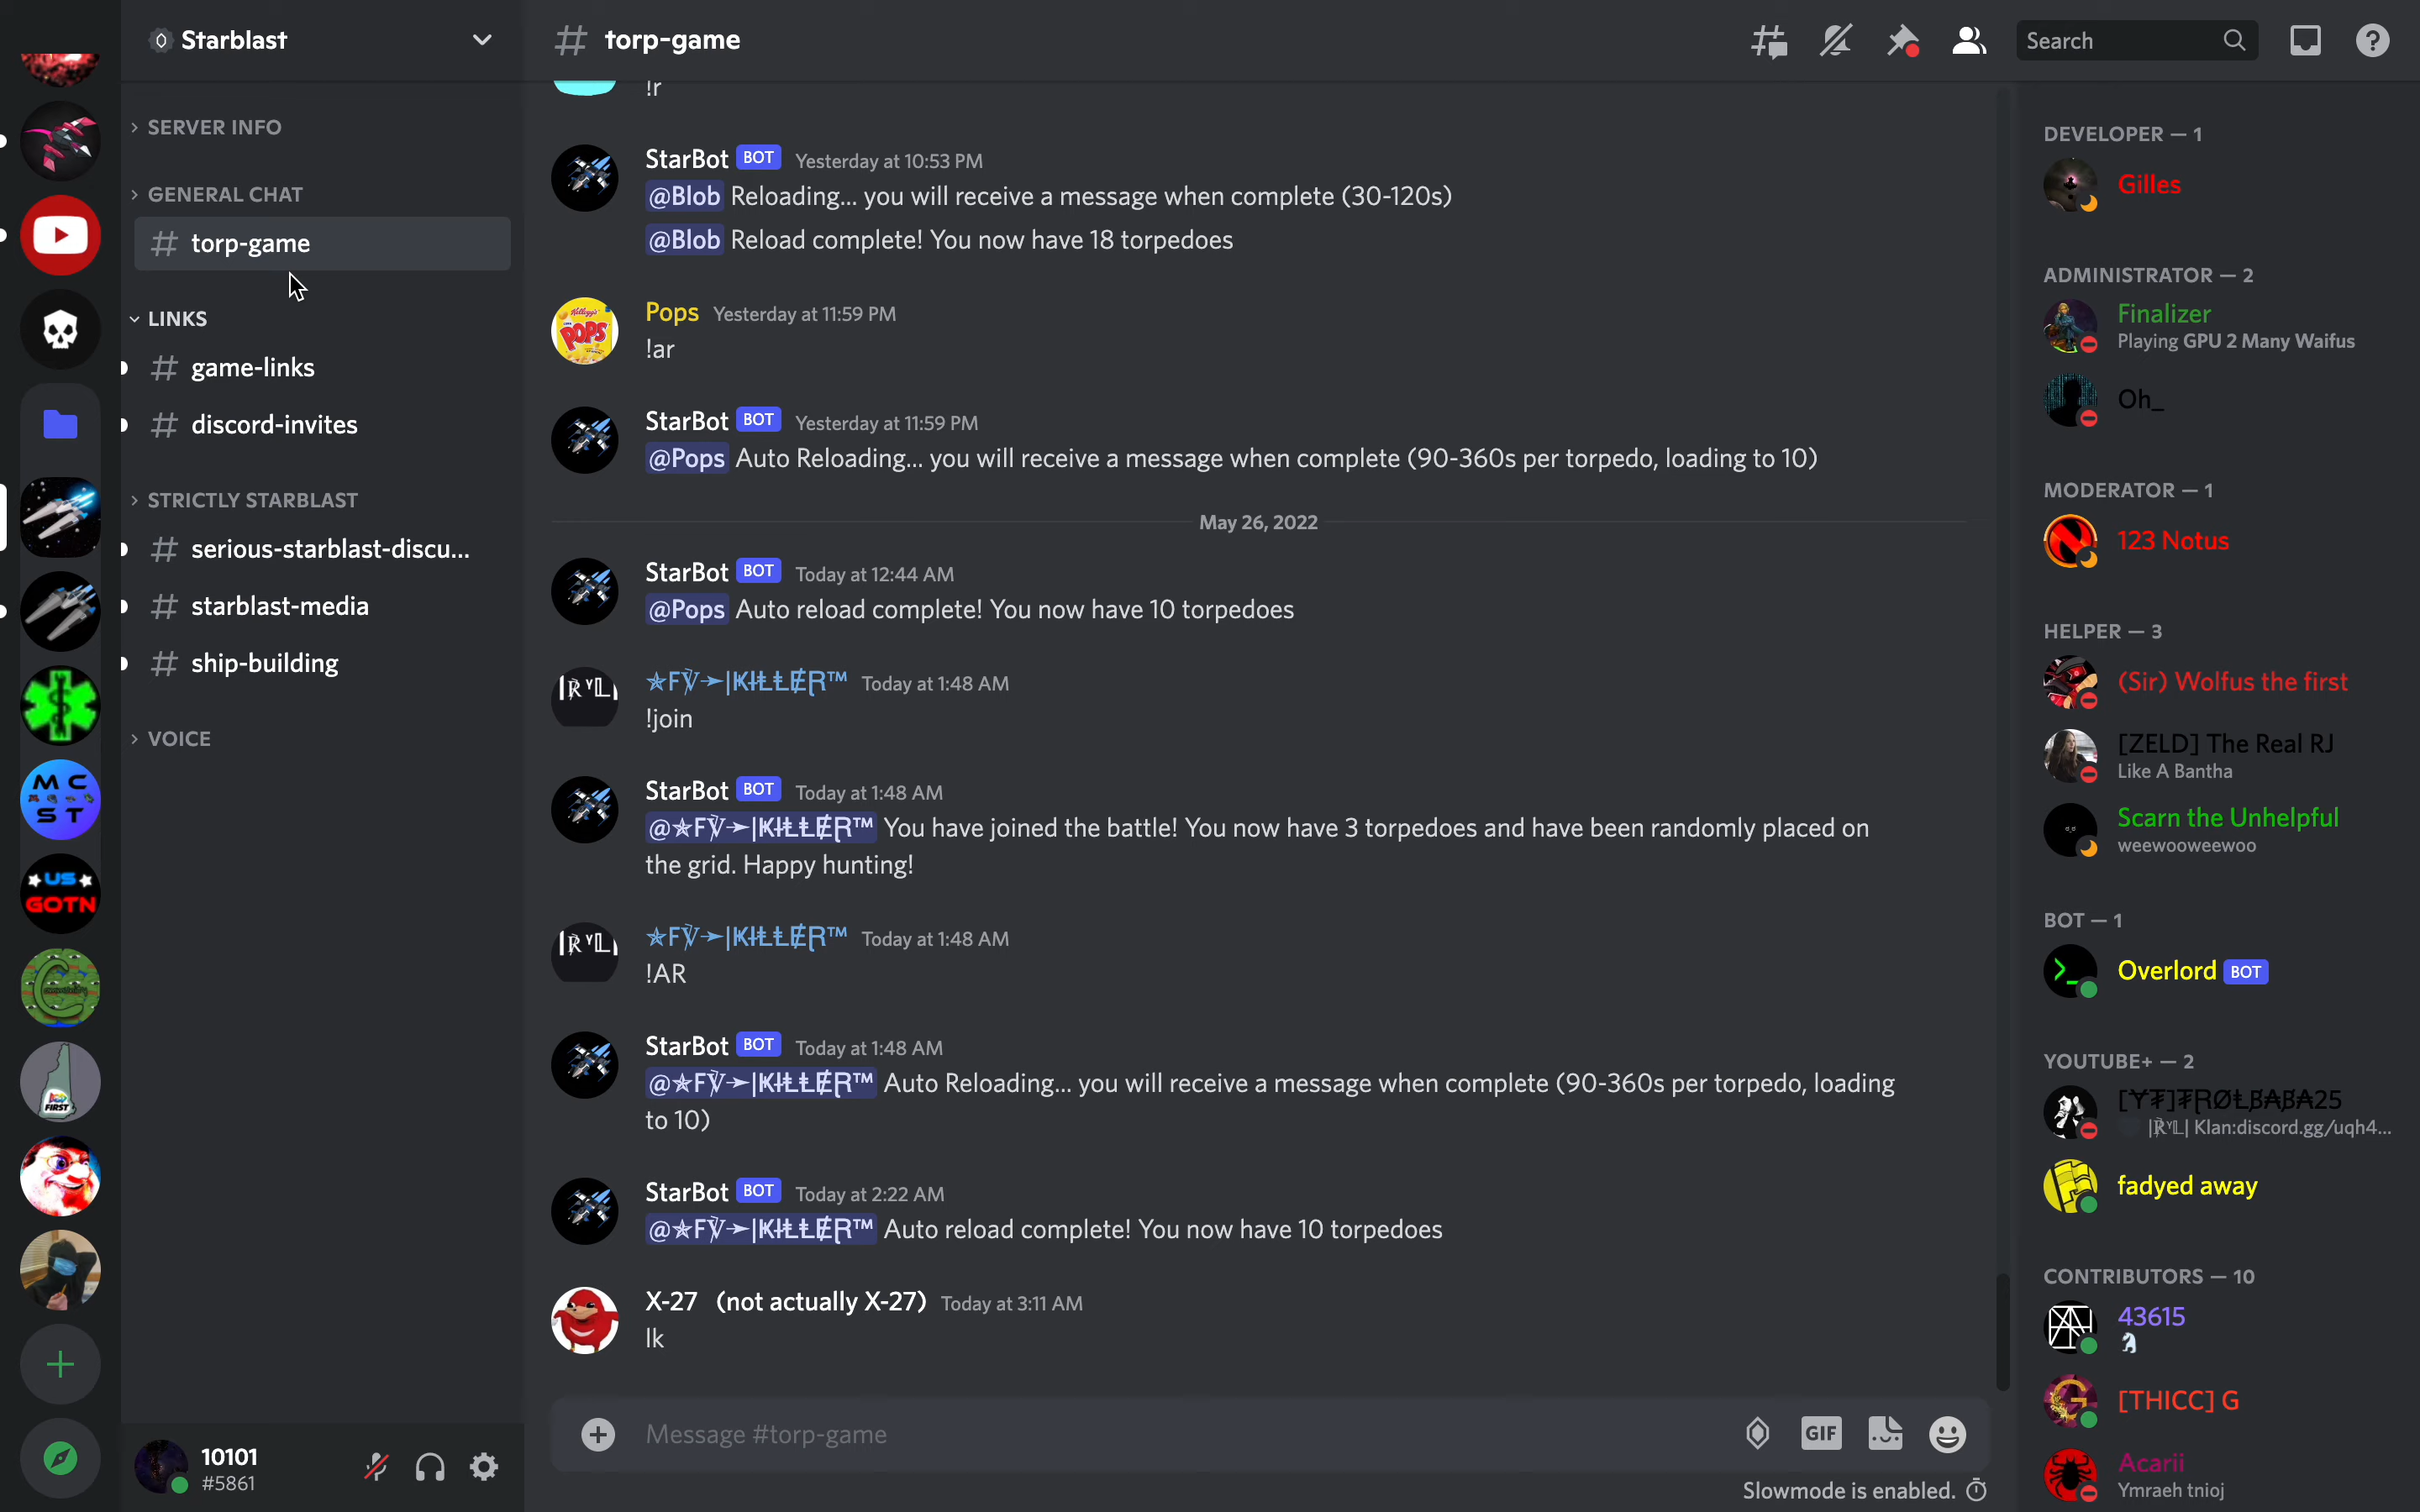 Starblast
SERVER INFO
GENERAL CHAT
# torp-game
LINKS
# game-links
# discord-invites
STRICTLY STARBLAST
# serious-starblast-discu...
# starblast-media
# ship-building
VOICE
MC
ST
US
GOTN
FIRST
10101
#5861
# torp-game
Search
!r
StarBot BOT Yesterday at 10:53 PM
@Blob Reloading... you will receive a message when complete (30-120s)
@Blob Reload complete! You now have 18 torpedoes
POPS
Pops Yesterday at 11:59 PM
!ar
StarBot BOT Yesterday at 11:59 PM
@Pops Auto Reloading... you will receive a message when complete (90-360s per torpedo, loading to 10)
May 26, 2022
StarBot BOT Today at 12:44 AM
@Pops Auto reload complete! You now have 10 torpedoes
Today at 1:48 AM
!join
StarBot BOT Today at 1:48 AM
You have joined the battle! You now have 3 torpedoes and have been randomly placed on
the grid. Happy hunting!
Today at 1:48 AM
!AR
StarBot BOT Today at 1:48 AM
Auto Reloading... you will receive a message when complete (90-360s per torpedo, loading
to 10)
StarBot BOT Today at 2:22 AM
Auto reload complete! You now have 10 torpedoes
X-27 (not actually X-27) Today at 3:11 AM
lk
Message #torp-game
GIF
Slowmode is enabled.
DEVELOPER — 1
Gilles
ADMINISTRATOR — 2
Finalizer
Playing GPU 2 Many Waifus
Oh_
MODERATOR — 1
123 Notus
HELPER — 3
(Sir) Wolfus the first
[ZELD] The Real RJ
Like A Bantha
Scarn the Unhelpful
weewooweewoo
BOT — 1
Overlord BOT
YOUTUBE+ — 2
Klan:discord.gg/uqh4...
fadyed away
CONTRIBUTORS — 10
43615
[THICC] G
Acarii
Ymraeh tnioj